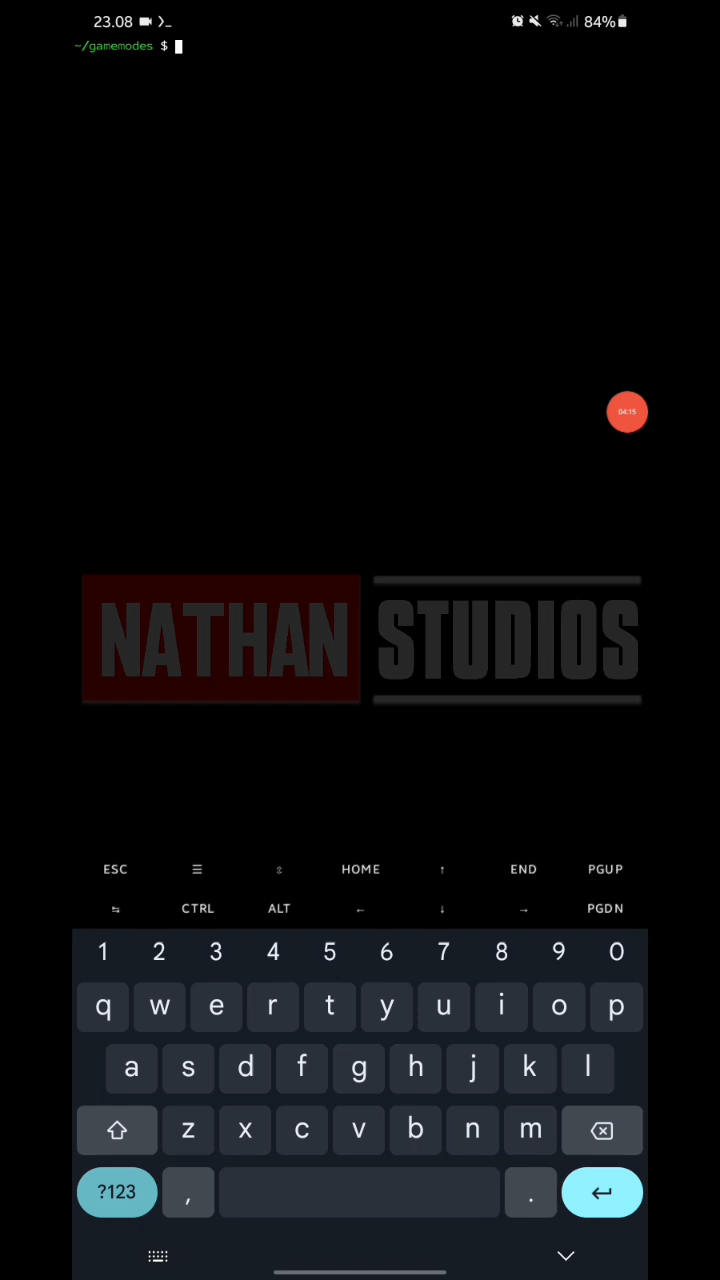 23.08
84%
~/gamemodes $
04:15
NATHAN STUDIOS
ESC ☰ ⇳ HOME ↑ END PGUP
⇆ CTRL ALT ← ↓ → PGDN
1 2 3 4 5 6 7 8 9 0
q w e r t y u i o p
a s d f g h j k l
z x c v b n m
?123 , .